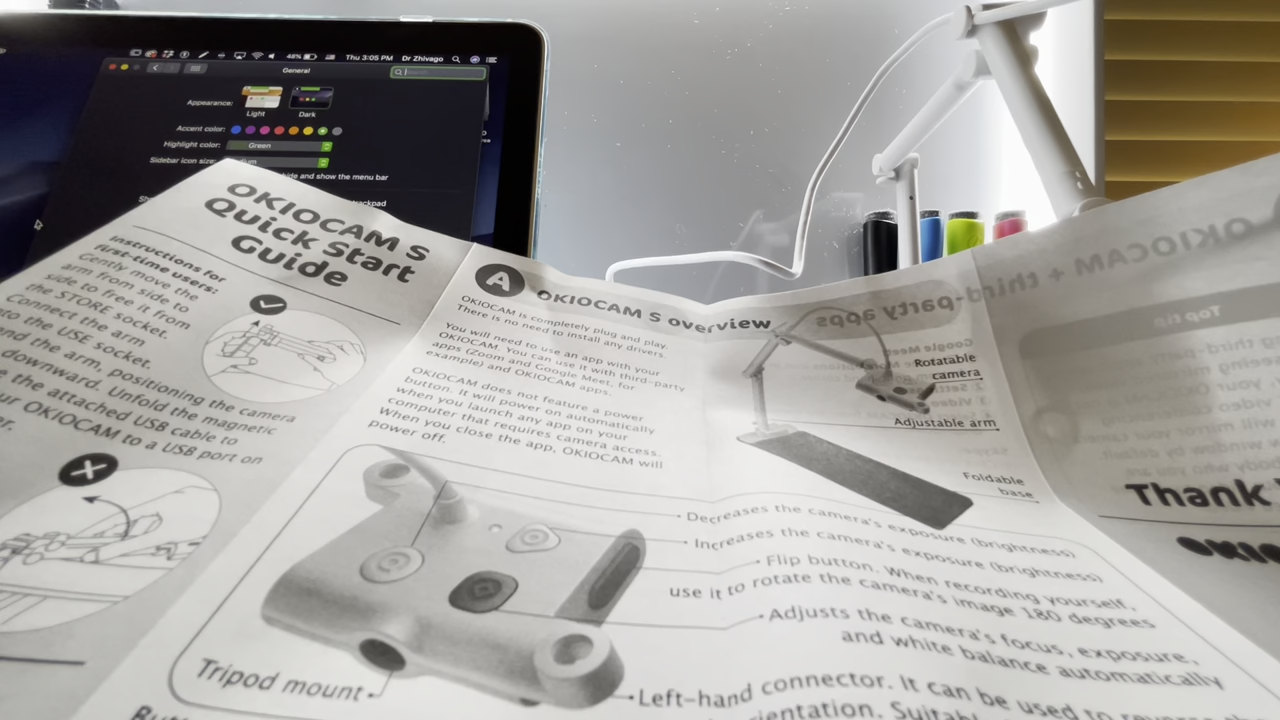 48%
Thu 3:05 PM
Dr Zhivago
General
Appearance:
Light
Dark
Accent color:
Highlight color:
Green
Sidebar icon size:
hide and show the menu bar
OKIOCAM S
Quick Start
Guide
Instructions for
first-time users:
Gently move the
arm from side to
side to free it from
the STORE socket.
Connect the arm
to the USE socket.
the arm, positioning the camera
downward. Unfold the magnetic
the attached USB cable to
OKIOCAM to a USB port on
A
OKIOCAM S overview
OKIOCAM is completely plug and play.
There is no need to install any drivers.
You will need to use an app with your
OKIOCAM. You can use it with third-party
apps (Zoom and Google Meet, for
example) and OKIOCAM apps.
OKIOCAM does not feature a power
button. It will power on automatically
when you launch any app on your
computer that requires camera access.
When you close the app, OKIOCAM will
power off.
Rotatable
camera
Adjustable arm
Foldable
base
Decreases the camera's exposure (brightness)
Increases the camera's exposure (brightness)
Flip button. When recording yourself,
use it to rotate the camera's image 180 degrees
Adjusts the camera's focus, exposure,
and white balance automatically
Tripod mount
Left-hand connector. It can be used to
OKIOCAM + third-party apps
Top tip
Google Meet
Thank